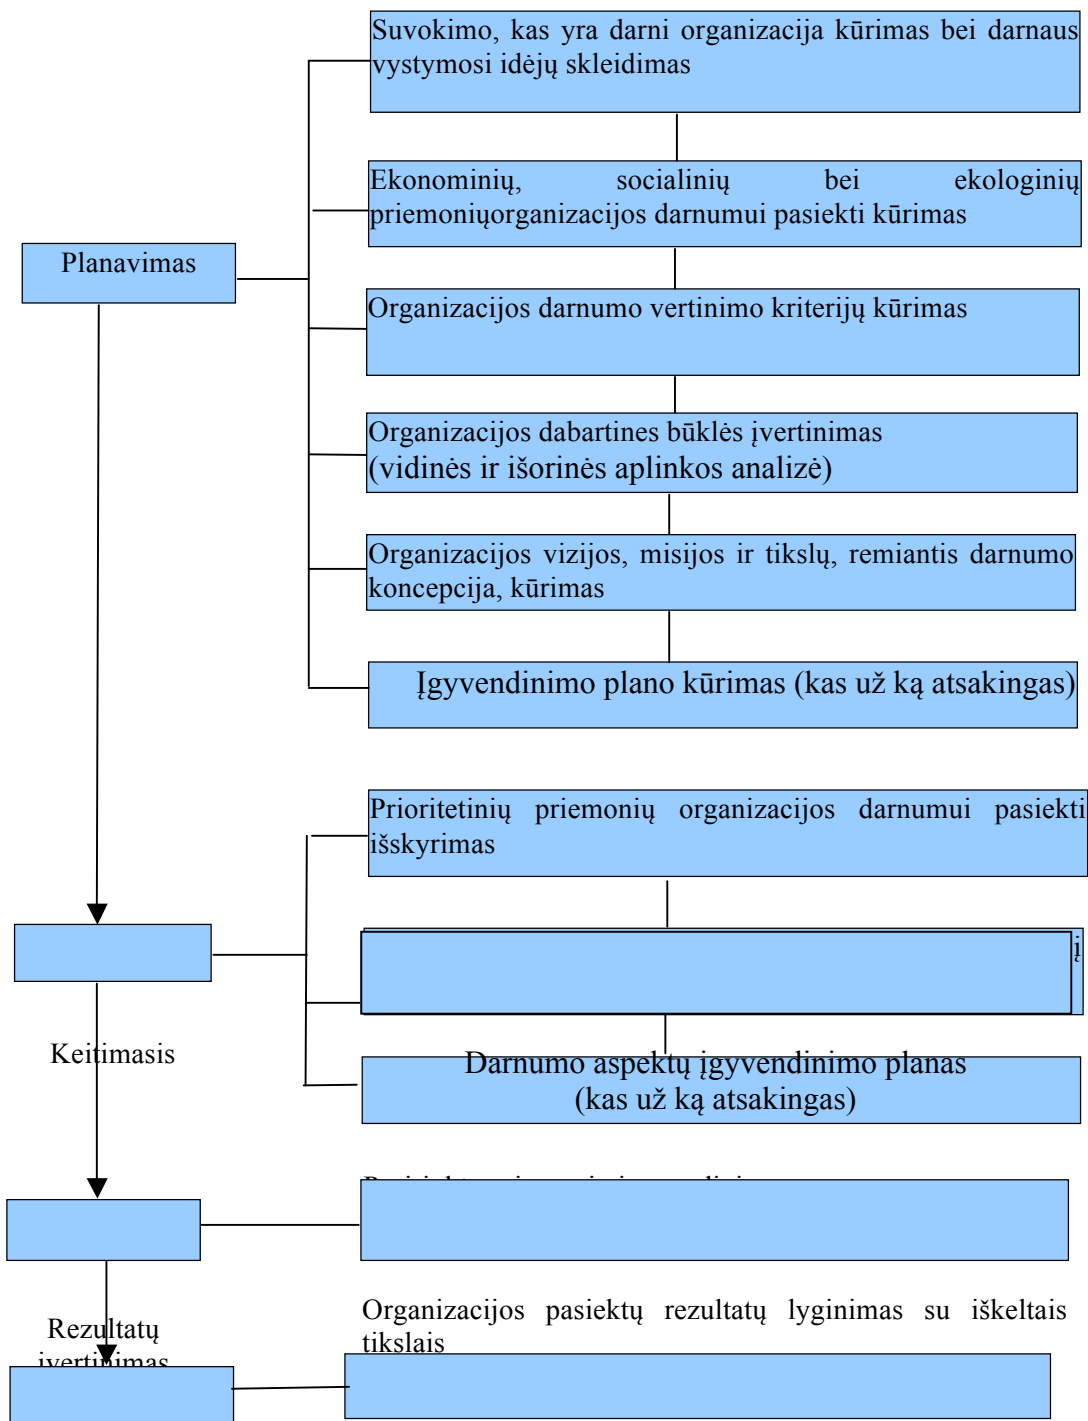 Suvokimo, kas yra darni organizacija kūrimas bei darnaus
vystymosi idėjų skleidimas
Ekonominių, socialinių bei ekologinių
priemoniųorganizacijos darnumui pasiekti kūrimas
Planavimas
Organizacijos darnumo vertinimo kriterijų kūrimas
Organizacijos dabartines būklės įvertinimas
(vidinės ir išorinės aplinkos analizė)
Organizacijos vizijos, misijos ir tikslų, remiantis darnumo
koncepcija, kūrimas
Įgyvendinimo plano kūrimas (kas už ką atsakingas)
Prioritetinių priemonių organizacijos darnumui pasiekti
išskyrimas
į
Keitimasis
Darnumo aspektų įgyvendinimo planas
(kas už ką atsakingas)
Organizacijos pasiektų rezultatų lyginimas su iškeltais
tikslais
Rezultatų
įvertinimas